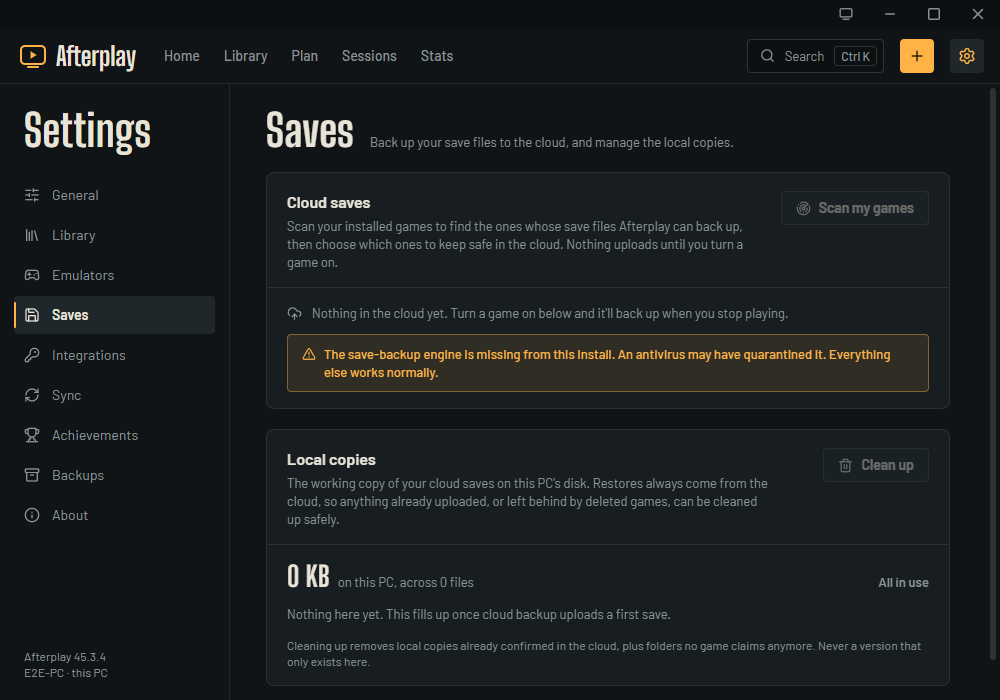 Afterplay
Home
Library
Plan
Sessions
Stats
Search
Ctrl K
Settings
General
Library
Emulators
Saves
Integrations
Sync
Achievements
Backups
About
Afterplay 45.3.4
E2E-PC · this PC
Saves
Back up your save files to the cloud, and manage the local copies.
Cloud saves
Scan your installed games to find the ones whose save files Afterplay can back up,
then choose which ones to keep safe in the cloud. Nothing uploads until you turn a
game on.
Scan my games
Nothing in the cloud yet. Turn a game on below and it'll back up when you stop playing.
The save-backup engine is missing from this install. An antivirus may have quarantined it. Everything
else works normally.
Local copies
The working copy of your cloud saves on this PC's disk. Restores always come from the
cloud, so anything already uploaded, or left behind by deleted games, can be cleaned
up safely.
Clean up
0 KB on this PC, across 0 files
All in use
Nothing here yet. This fills up once cloud backup uploads a first save.
Cleaning up removes local copies already confirmed in the cloud, plus folders no game claims anymore. Never a version that
only exists here.